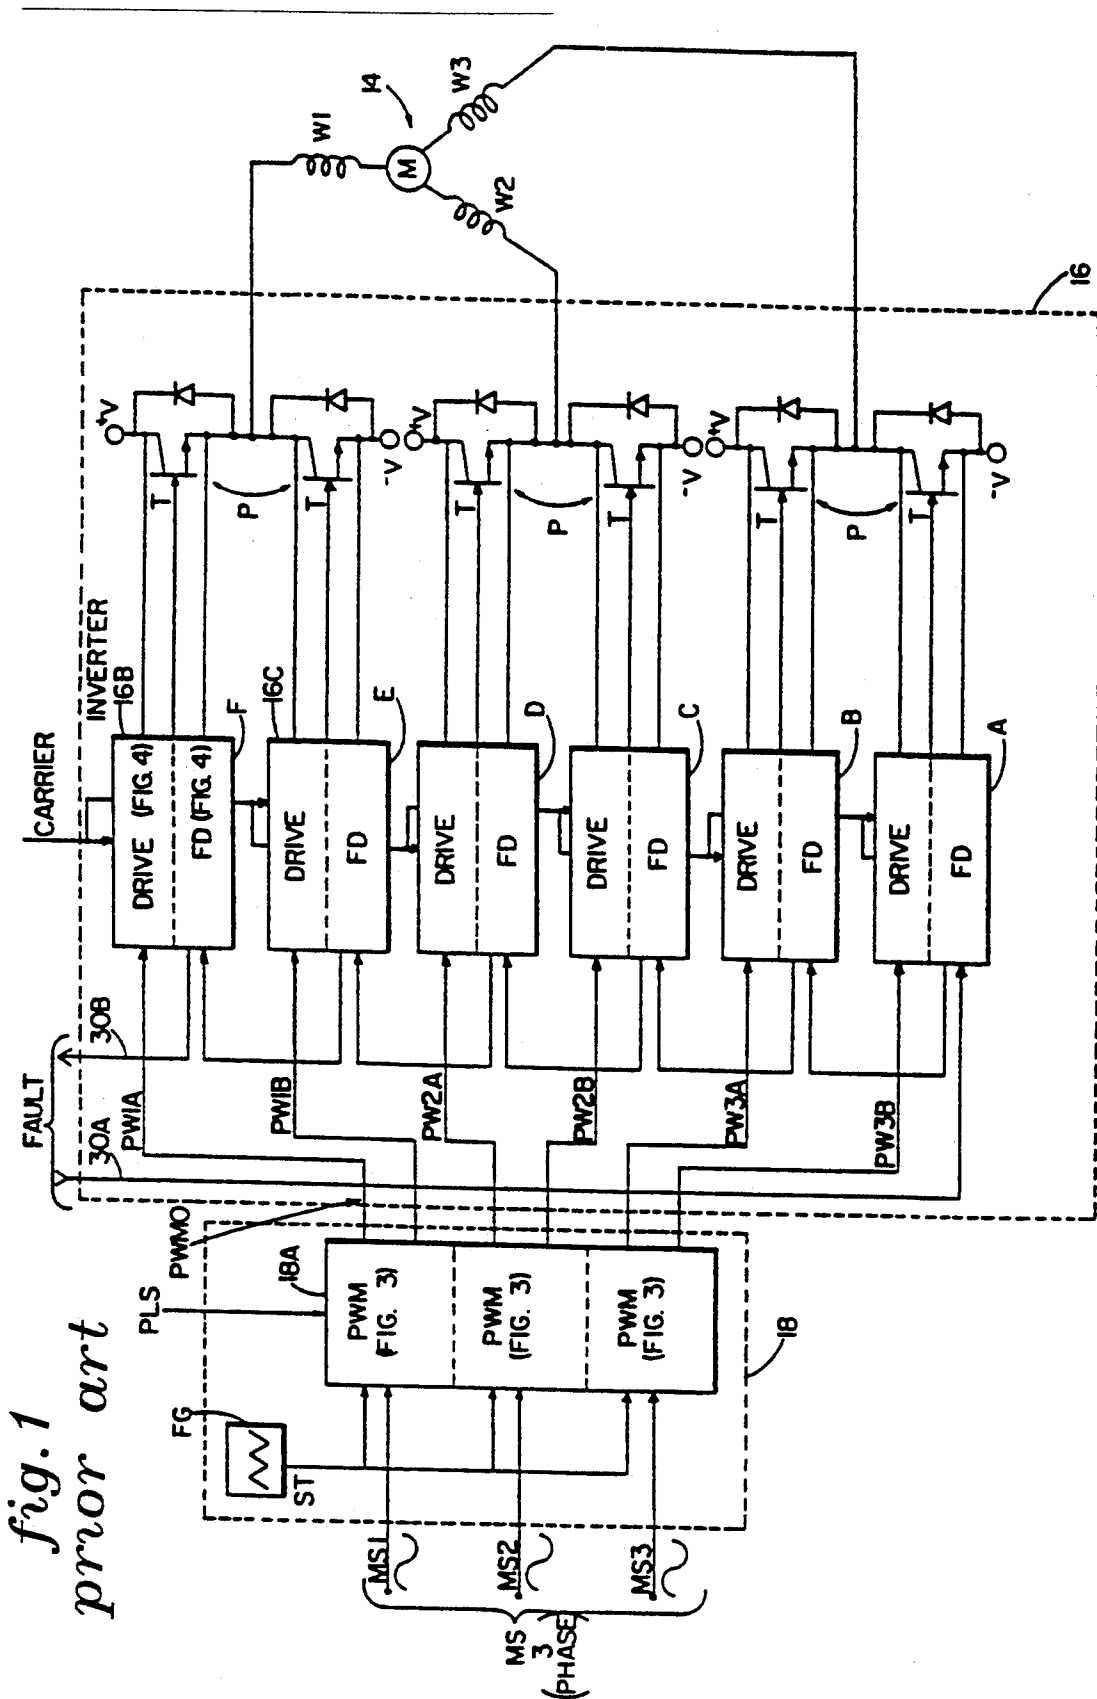 fig. 1
prior art
FAULT
30A
30B
CARRIER
INVERTER
16B
16C
PLS
PWMO
PW1A
PW1B
PW2A
PW2B
PW3A
PW3B
FG
ST
18A
PWM
(FIG. 3)
PWM
(FIG. 3)
PWM
(FIG. 3)
18
MS1
MS2
MS3
MS
3
(PHASE)
DRIVE (FIG. 4)
FD (FIG. 4)
F
DRIVE
FD
E
DRIVE
FD
D
DRIVE
FD
C
DRIVE
FD
B
DRIVE
FD
A
+V
T
P
T
-V
+V
T
P
T
-V
+V
T
P
T
-V
W1
W2
W3
M
14
16